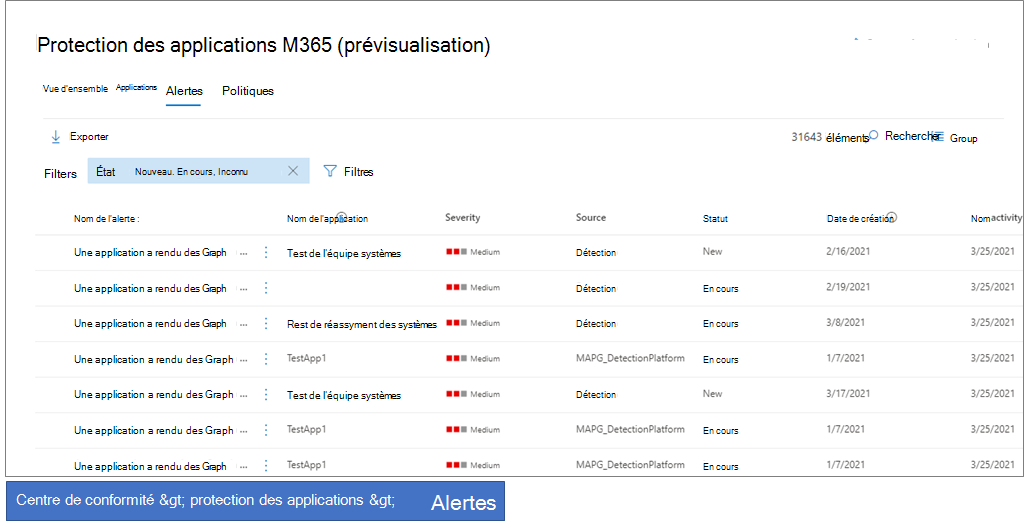 Protection des applications M365 (prévisualisation)
Vue d'ensemble Applications Alertes Politiques
Exporter 31643 éléments Rechercher Group
Filters État Nouveau. En cours, Inconnu Filtres
Nom de l'alerte : Nom de l'application Severity Source Statut Date de création Nom activity
Une application a rendu des Graph ... Test de l'équipe systèmes Medium Détection New 2/16/2021 3/25/2021
Une application a rendu des Graph ... Medium Détection En cours 2/19/2021 3/25/2021
Une application a rendu des Graph ... Rest de réassyment des systèmes Medium Détection En cours 3/8/2021 3/25/2021
Une application a rendu des Graph ... TestApp1 Medium MAPG_DetectionPlatform En cours 1/7/2021 3/25/2021
Une application a rendu des Graph ... Test de l'équipe systèmes Medium Détection New 3/17/2021 3/25/2021
Une application a rendu des Graph ... TestApp1 Medium MAPG_DetectionPlatform En cours 1/7/2021 3/25/2021
Une application a rendu des Graph ... TestApp1 Medium MAPG_DetectionPlatform En cours 1/7/2021 3/25/2021
Centre de conformité &gt; protection des applications &gt; Alertes